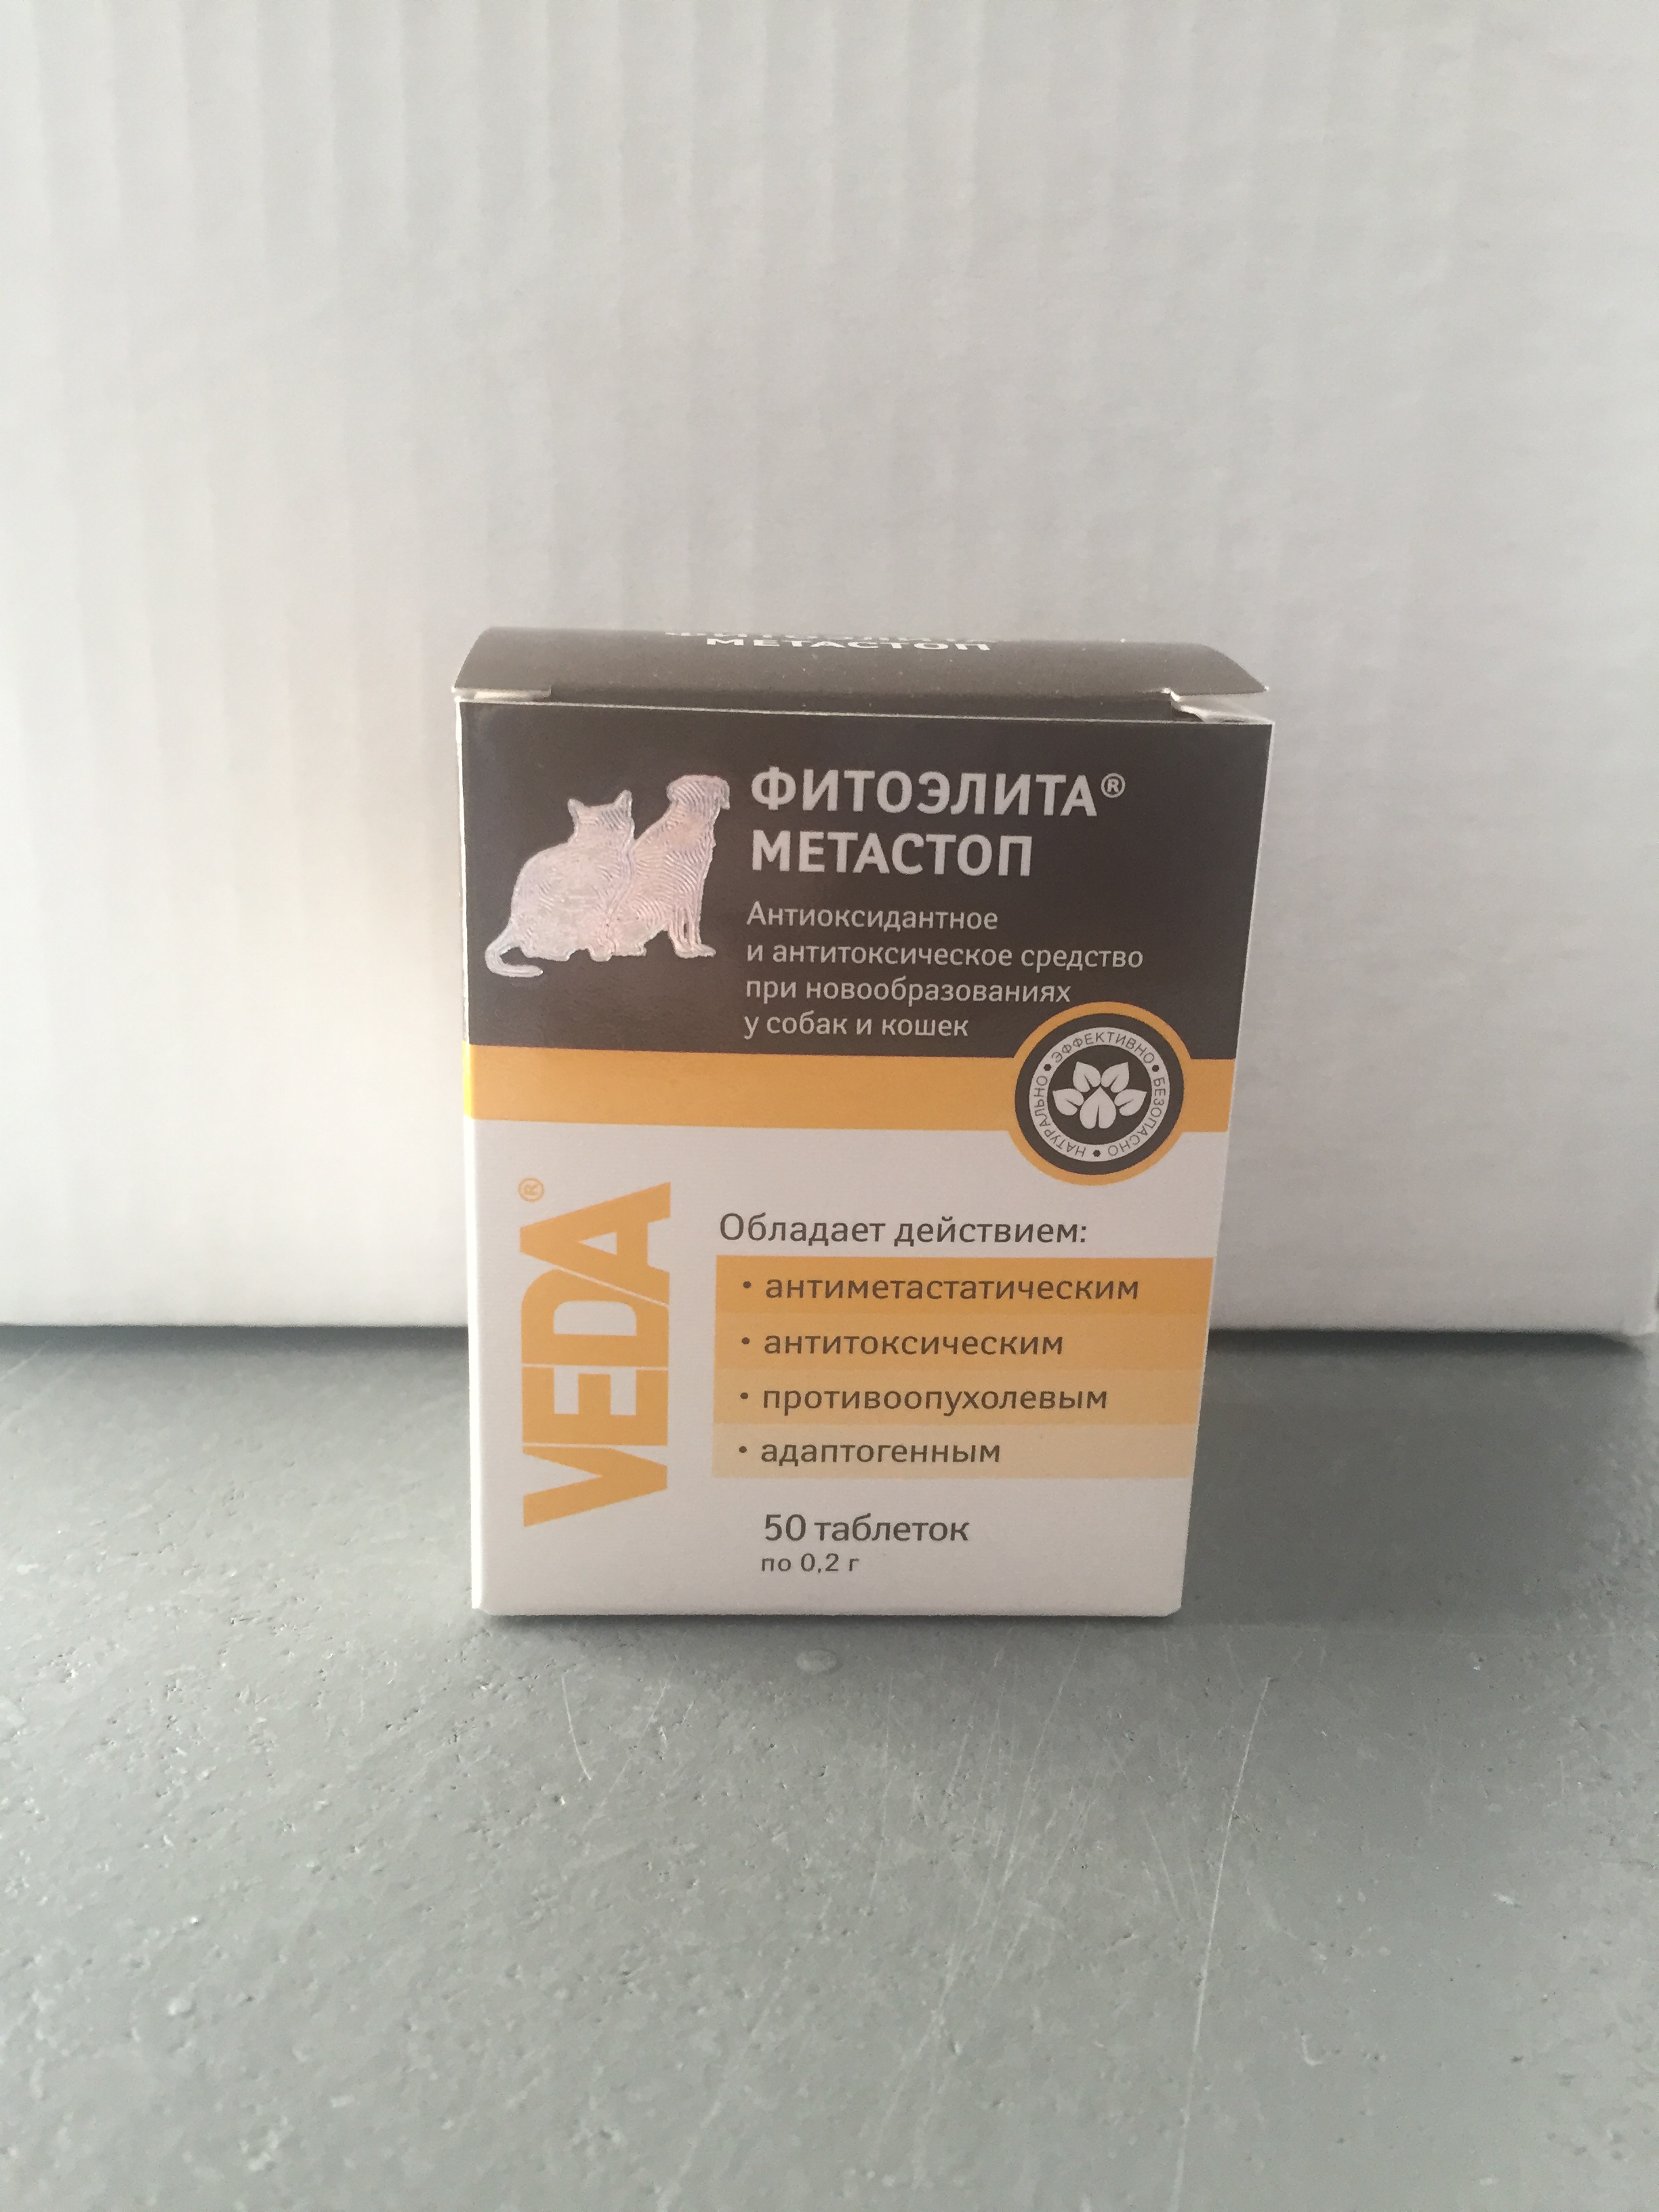 МЕТАСТОП
ФИТОЭЛИТА®
МЕТАСТОП
Антиоксидантное
и антитоксическое средство
при новообразованиях
у собак и кошек
НАТУРАЛЬНО • ЭФФЕКТИВНО • БЕЗОПАСНО •
VEDA®
Обладает действием:
• антиметастатическим
• антитоксическим
• противоопухолевым
• адаптогенным
50 таблеток
по 0,2 г